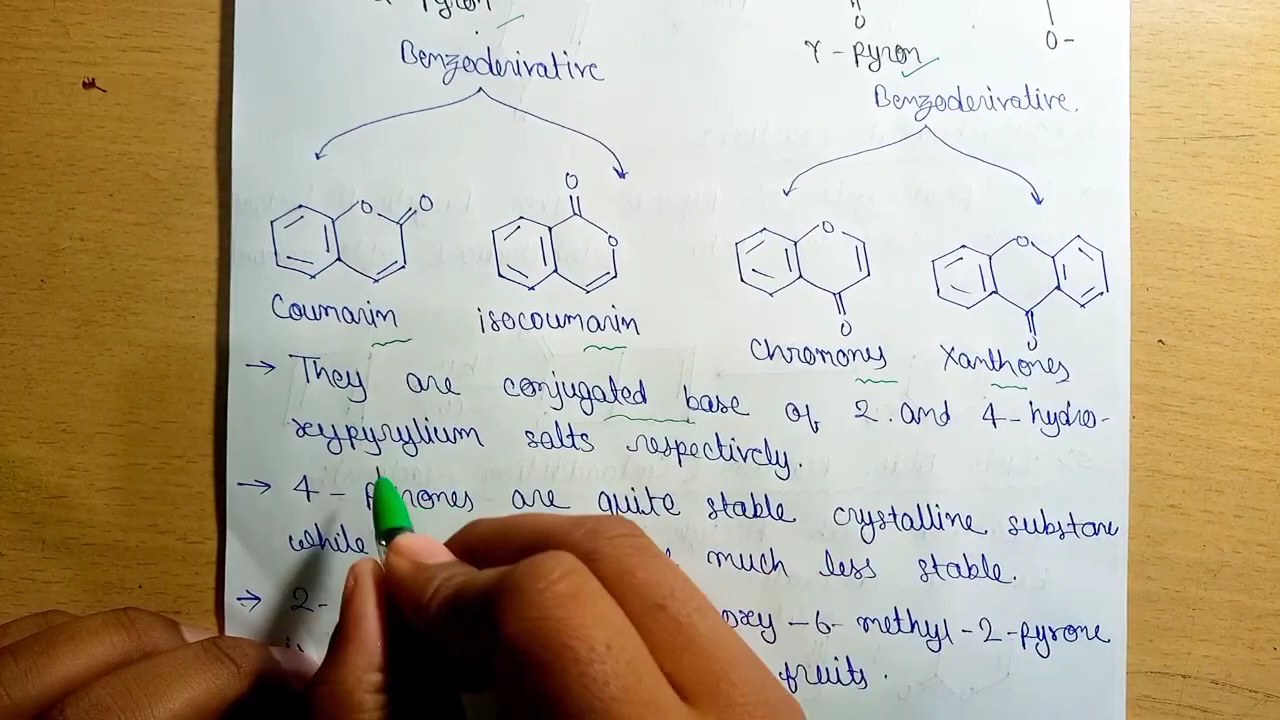 γ - pyron
Benzoderivative
Benzoderivative.
Coumarin
isocoumarin
Chromones
Xanthones
→ They are conjugated base of 2 and 4-hydro-
xypyrylium salts respectively.
→ 4 - pyrones are quite stable crystalline substane
while much less stable.
→ 2- oxy - 6 - methyl - 2 - pyrone
fruits.